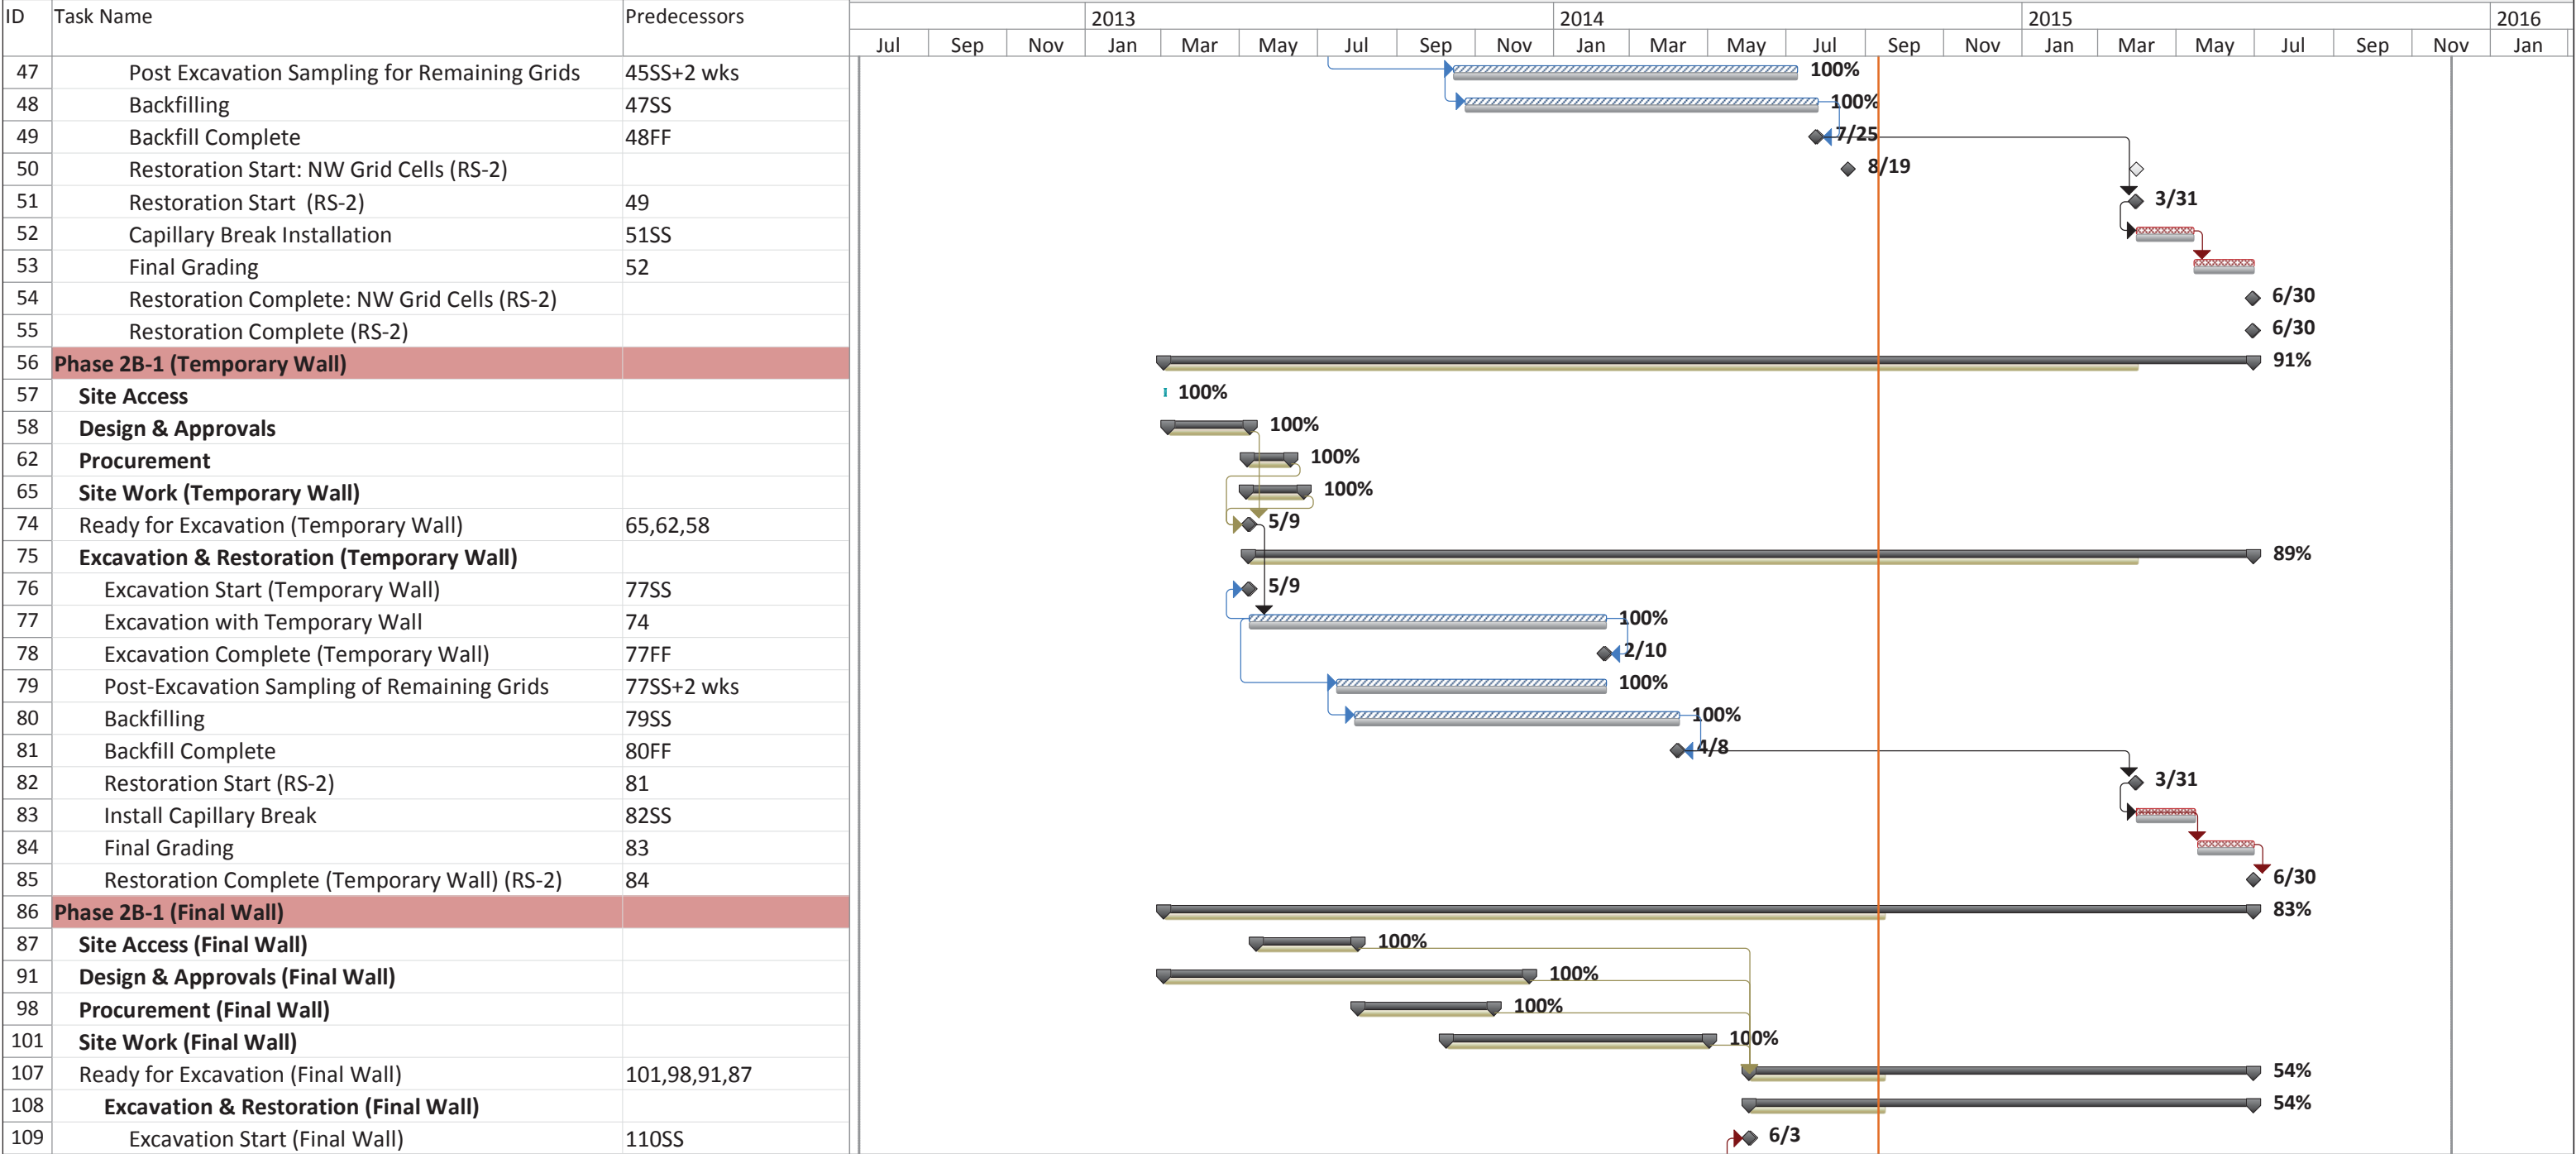 ID Task Name Predecessors 2013 2014 2015 2016
Jul Sep Nov Jan Mar May Jul Sep Nov Jan Mar May Jul Sep Nov Jan Mar May Jul Sep Nov Jan
47 Post Excavation Sampling for Remaining Grids 45SS+2 wks 100%
48 Backfilling 47SS 100%
49 Backfill Complete 48FF 7/25
50 Restoration Start: NW Grid Cells (RS-2) 8/19
51 Restoration Start (RS-2) 49 3/31
52 Capillary Break Installation 51SS
53 Final Grading 52
54 Restoration Complete: NW Grid Cells (RS-2) 6/30
55 Restoration Complete (RS-2) 6/30
56 Phase 2B-1 (Temporary Wall) 91%
57 Site Access 100%
58 Design & Approvals 100%
62 Procurement 100%
65 Site Work (Temporary Wall) 100%
74 Ready for Excavation (Temporary Wall) 65,62,58 5/9
75 Excavation & Restoration (Temporary Wall) 89%
76 Excavation Start (Temporary Wall) 77SS 5/9
77 Excavation with Temporary Wall 74 100%
78 Excavation Complete (Temporary Wall) 77FF 2/10
79 Post-Excavation Sampling of Remaining Grids 77SS+2 wks 100%
80 Backfilling 79SS 100%
81 Backfill Complete 80FF 4/8
82 Restoration Start (RS-2) 81 3/31
83 Install Capillary Break 82SS
84 Final Grading 83
85 Restoration Complete (Temporary Wall) (RS-2) 84 6/30
86 Phase 2B-1 (Final Wall) 83%
87 Site Access (Final Wall) 100%
91 Design & Approvals (Final Wall) 100%
98 Procurement (Final Wall) 100%
101 Site Work (Final Wall) 100%
107 Ready for Excavation (Final Wall) 101,98,91,87 54%
108 Excavation & Restoration (Final Wall) 54%
109 Excavation Start (Final Wall) 110SS 6/3